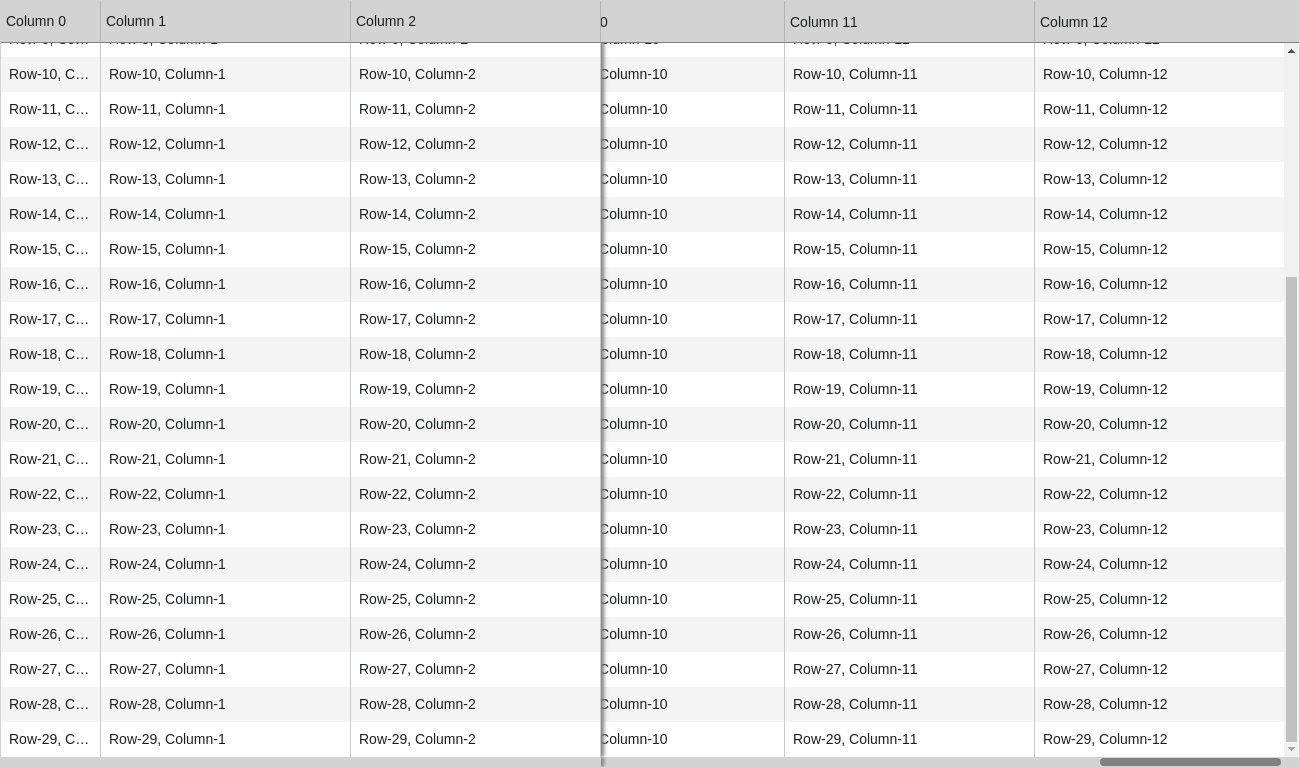 Column 0 Column 1 Column 2 0 Column 11 Column 12
Row-10, C… Row-10, Column-1 Row-10, Column-2 Column-10 Row-10, Column-11 Row-10, Column-12
Row-11, C… Row-11, Column-1 Row-11, Column-2 Column-10 Row-11, Column-11 Row-11, Column-12
Row-12, C… Row-12, Column-1 Row-12, Column-2 Column-10 Row-12, Column-11 Row-12, Column-12
Row-13, C… Row-13, Column-1 Row-13, Column-2 Column-10 Row-13, Column-11 Row-13, Column-12
Row-14, C… Row-14, Column-1 Row-14, Column-2 Column-10 Row-14, Column-11 Row-14, Column-12
Row-15, C… Row-15, Column-1 Row-15, Column-2 Column-10 Row-15, Column-11 Row-15, Column-12
Row-16, C… Row-16, Column-1 Row-16, Column-2 Column-10 Row-16, Column-11 Row-16, Column-12
Row-17, C… Row-17, Column-1 Row-17, Column-2 Column-10 Row-17, Column-11 Row-17, Column-12
Row-18, C… Row-18, Column-1 Row-18, Column-2 Column-10 Row-18, Column-11 Row-18, Column-12
Row-19, C… Row-19, Column-1 Row-19, Column-2 Column-10 Row-19, Column-11 Row-19, Column-12
Row-20, C… Row-20, Column-1 Row-20, Column-2 Column-10 Row-20, Column-11 Row-20, Column-12
Row-21, C… Row-21, Column-1 Row-21, Column-2 Column-10 Row-21, Column-11 Row-21, Column-12
Row-22, C… Row-22, Column-1 Row-22, Column-2 Column-10 Row-22, Column-11 Row-22, Column-12
Row-23, C… Row-23, Column-1 Row-23, Column-2 Column-10 Row-23, Column-11 Row-23, Column-12
Row-24, C… Row-24, Column-1 Row-24, Column-2 Column-10 Row-24, Column-11 Row-24, Column-12
Row-25, C… Row-25, Column-1 Row-25, Column-2 Column-10 Row-25, Column-11 Row-25, Column-12
Row-26, C… Row-26, Column-1 Row-26, Column-2 Column-10 Row-26, Column-11 Row-26, Column-12
Row-27, C… Row-27, Column-1 Row-27, Column-2 Column-10 Row-27, Column-11 Row-27, Column-12
Row-28, C… Row-28, Column-1 Row-28, Column-2 Column-10 Row-28, Column-11 Row-28, Column-12
Row-29, C… Row-29, Column-1 Row-29, Column-2 Column-10 Row-29, Column-11 Row-29, Column-12